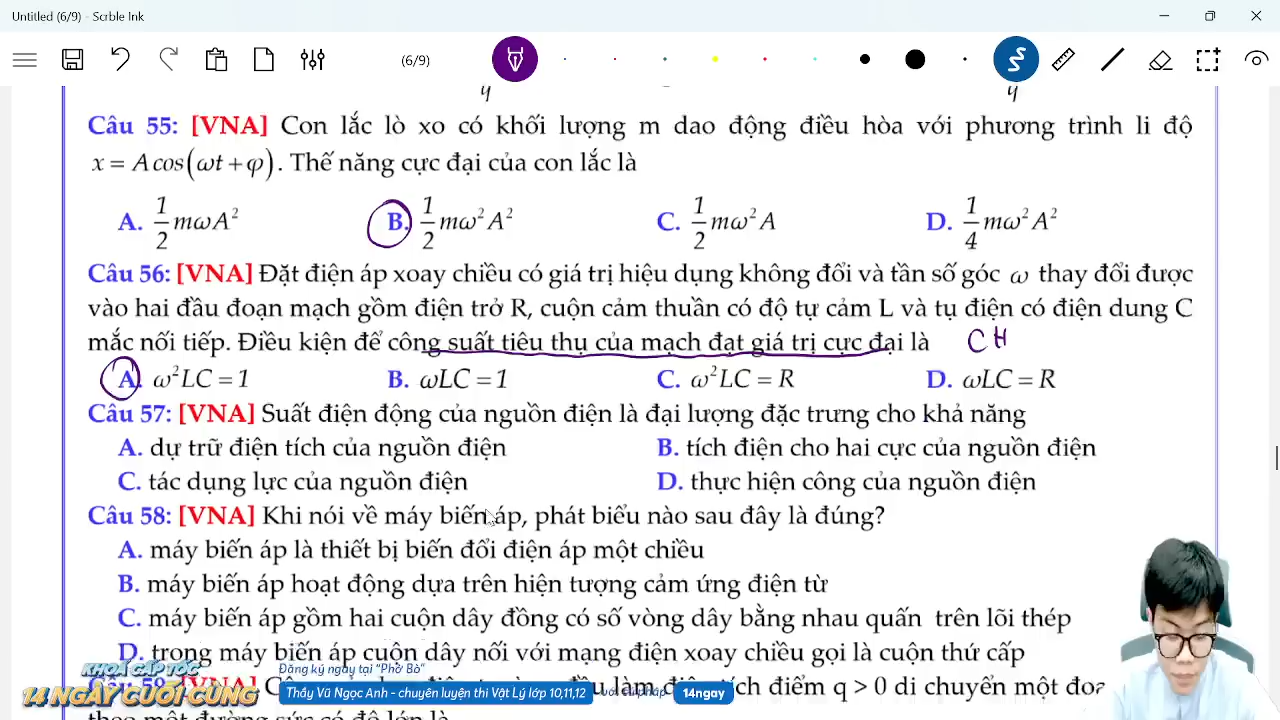 Untitled (6/9) - Scrble Ink
(6/9)
Câu 55: [VNA] Con lắc lò xo có khối lượng m dao động điều hòa với phương trình li độ
x = A cos(ωt + φ). Thế năng cực đại của con lắc là
A. 1/2 mωA² B. 1/2 mω²A² C. 1/2 mω²A D. 1/4 mω²A²
Câu 56: [VNA] Đặt điện áp xoay chiều có giá trị hiệu dụng không đổi và tần số góc ω thay đổi được
vào hai đầu đoạn mạch gồm điện trở R, cuộn cảm thuần có độ tự cảm L và tụ điện có điện dung C
mắc nối tiếp. Điều kiện để công suất tiêu thụ của mạch đạt giá trị cực đại là CH
A. ω²LC = 1 B. ωLC = 1 C. ω²LC = R D. ωLC = R
Câu 57: [VNA] Suất điện động của nguồn điện là đại lượng đặc trưng cho khả năng
A. dự trữ điện tích của nguồn điện B. tích điện cho hai cực của nguồn điện
C. tác dụng lực của nguồn điện D. thực hiện công của nguồn điện
Câu 58: [VNA] Khi nói về máy biến áp, phát biểu nào sau đây là đúng?
A. máy biến áp là thiết bị biến đổi điện áp một chiều
B. máy biến áp hoạt động dựa trên hiện tượng cảm ứng điện từ
C. máy biến áp gồm hai cuộn dây đồng có số vòng dây bằng nhau quấn trên lõi thép
D. trong máy biến áp cuộn dây nối với mạng điện xoay chiều gọi là cuộn thứ cấp
KHOÁ CẤP TỐC
14 NGÀY CUỐI CÙNG
Đăng ký ngay tại "Phở Bò"
Thầy Vũ Ngọc Anh - chuyên luyện thi Vật Lý lớp 10,11,12 với cú pháp 14ngay
tích điểm q > 0 di chuyển một
theo một đường sức có độ lớn là